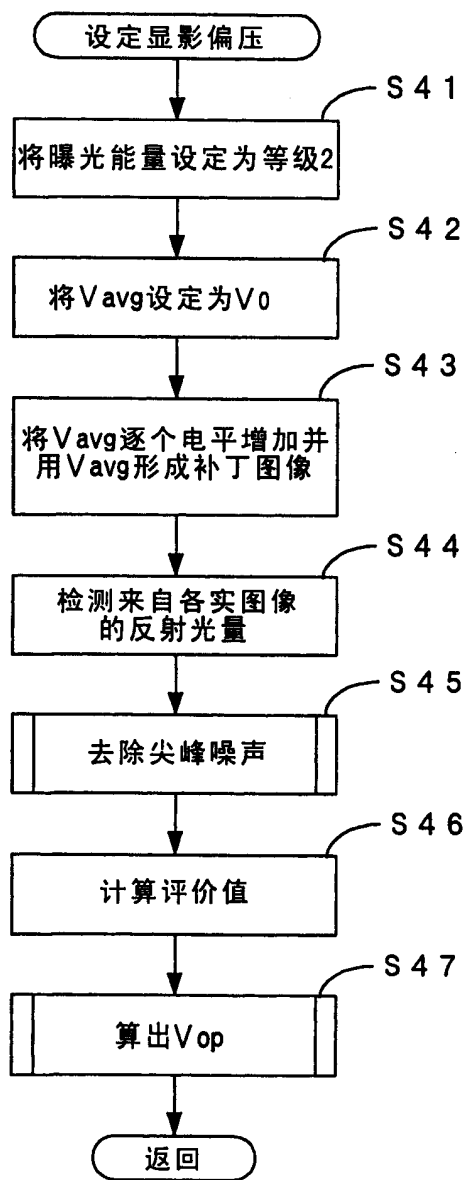 设定显影偏压
S41
将曝光能量设定为等级2
S42
将Vavg设定为V0
S43
将Vavg逐个电平增加并
用Vavg形成补丁图像
S44
检测来自各实图像
的反射光量
S45
去除尖峰噪声
S46
计算评价值
S47
算出Vop
返回